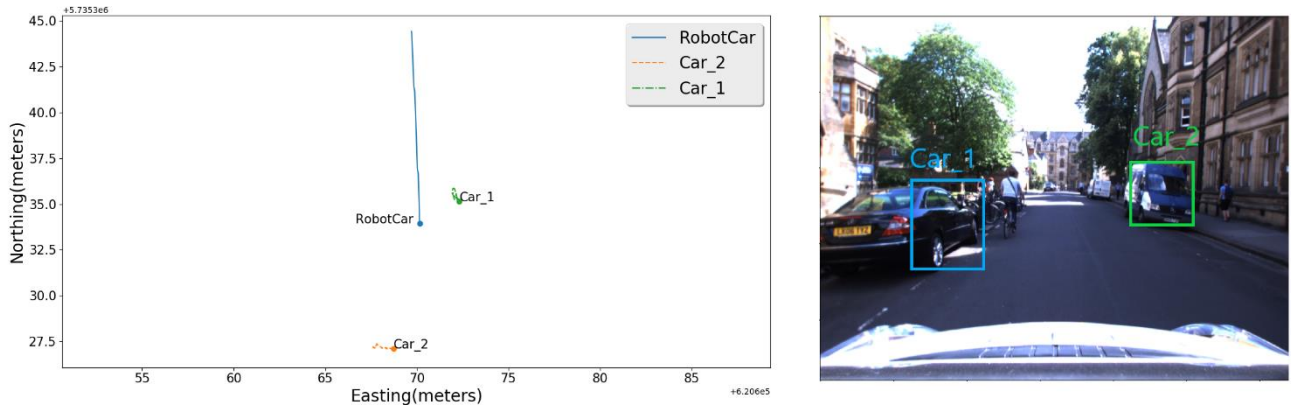 +5.7353e6
45.0
42.5
40.0
37.5
35.0
32.5
30.0
27.5
Northing(meters)
RobotCar
Car_2
Car_1
Car_1
RobotCar
Car_2
55
60
65
70
75
80
85
Easting(meters)
+6.206e5
Car_1
Car_2